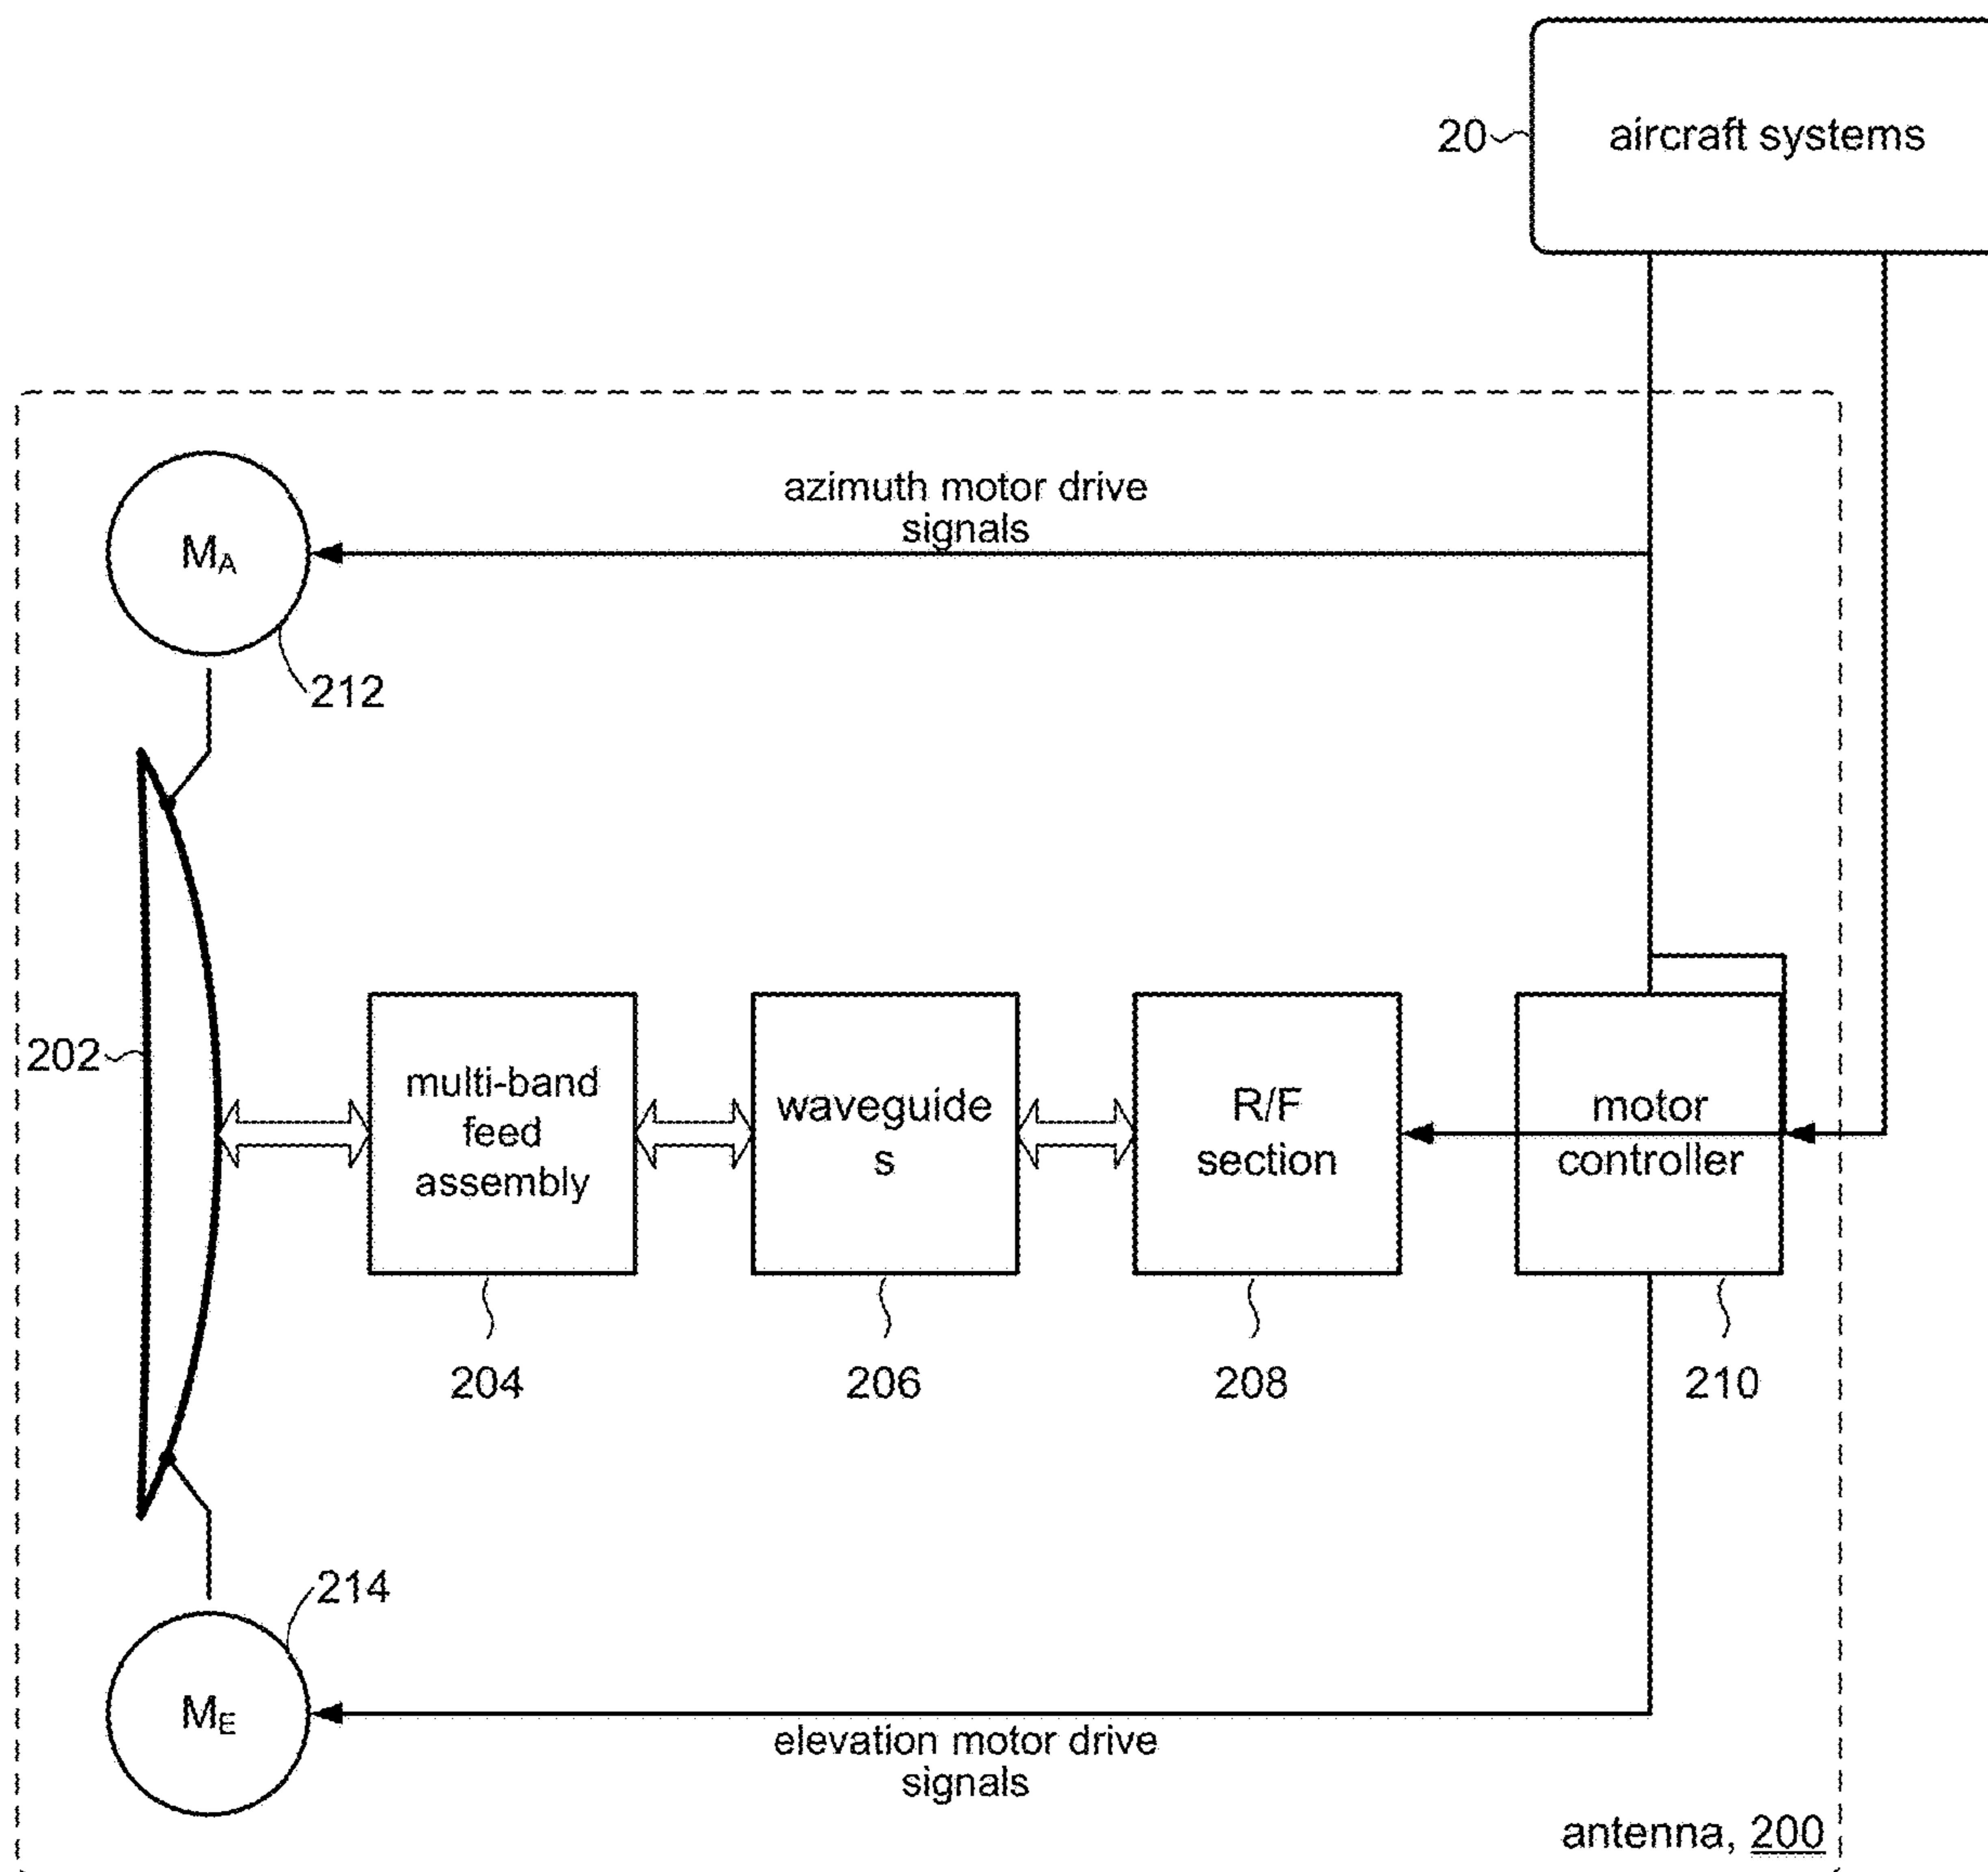 20
aircraft systems
azimuth motor drive
signals
MA
212
202
multi-band
feed
assembly
waveguide
s
R/F
section
motor
controller
204
206
208
210
214
ME
elevation motor drive
signals
antenna, 200